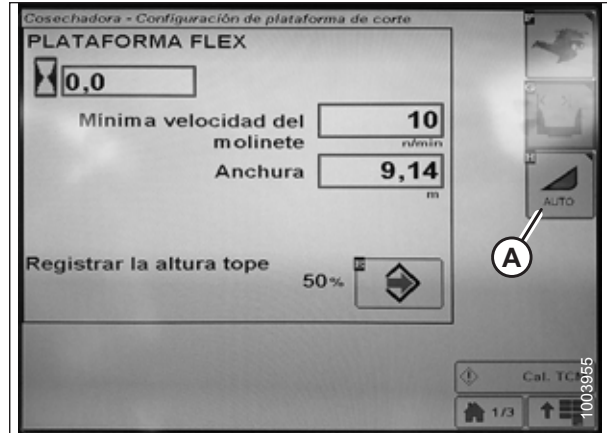 Cosechadora - Configuración de plataforma de corte
PLATAFORMA FLEX
0,0
Mínima velocidad del
molinete
10
n/min
Anchura
9,14
m
Registrar la altura tope
50%
AUTO
A
Cal. TCM
1/3
1003955